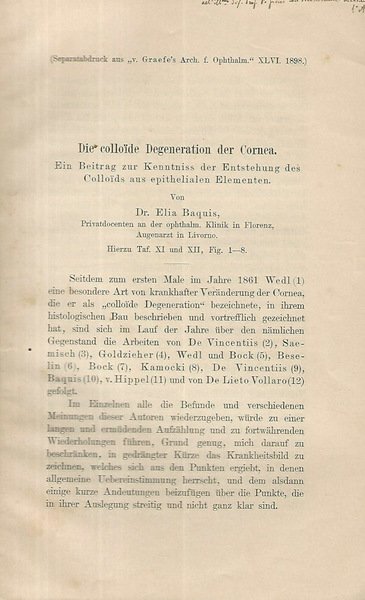 (Separatabdruck aus „v. Graefe's Arch. f. Ophthalm." XLVI. 1898.)
Die colloïde Degeneration der Cornea.
Ein Beitrag zur Kenntniss der Entstehung des
Colloïds aus epithelialen Elementen.
Von
Dr. Elia Baquis,
Privatdocenten an der ophthalm. Klinik in Florenz,
Augenarzt in Livorno.
Hierzu Taf. XI und XII, Fig. 1—8.
Seitdem zum ersten Male im Jahre 1861 Wedl (1)
eine besondere Art von krankhafter Veränderung der Cornea,
die er als „colloïde Degeneration" bezeichnete, in ihrem
histologischen Bau beschrieben und vortrefflich gezeichnet
hat, sind sich im Lauf der Jahre über den nämlichen
Gegenstand die Arbeiten von De Vincentiis (2), Sae-
misch (3), Goldzieher (4), Wedl und Bock (5), Bese-
lin (6), Bock (7), Kamocki (8), De Vincentiis (9),
Baquis (10), v. Hippel (11) und von De Lieto Vollaro (12)
gefolgt.
Im Einzelnen alle die Befunde und verschiedenen
Meinungen dieser Autoren wiederzugeben, würde zu einer
langen und ermüdenden Aufzählung und zu fortwährenden
Wiederholungen führen, Grund genug, mich darauf zu
beschränken, in gedrängter Kürze das Krankheitsbild zu
zeichnen, welches sich aus den Punkten ergiebt, in denen
allgemeine Uebereinstimmung herrscht, und dem alsdann
einige kurze Andeutungen beizufügen über die Punkte, die
in ihrer Auslegung streitig und nicht ganz klar sind.